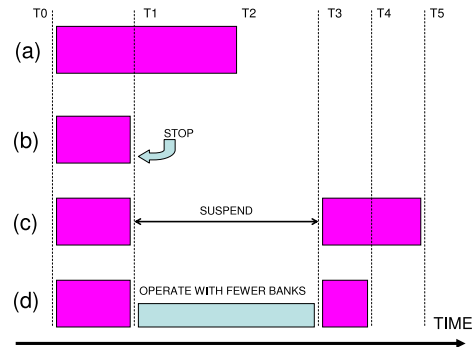 T0 T1 T2 T3 T4 T5
(a)
(b)
STOP
(c)
SUSPEND
(d)
OPERATE WITH FEWER BANKS
TIME